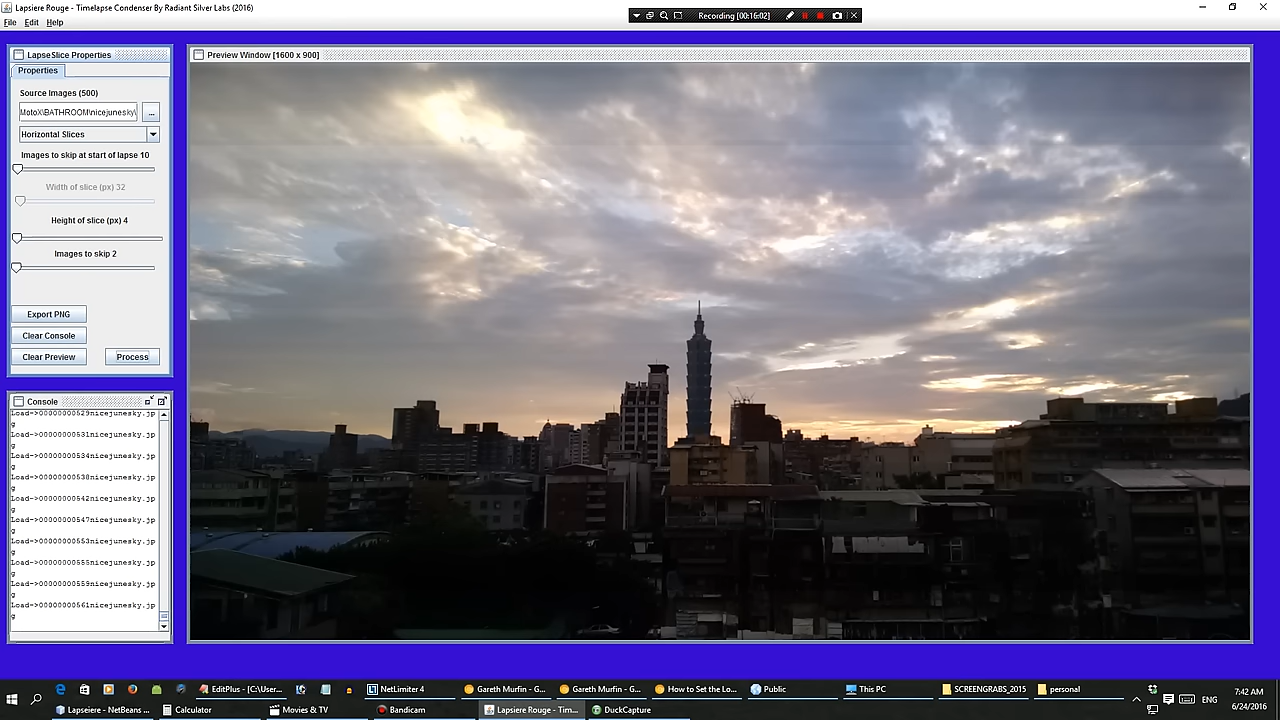 Lapsiere Rouge - Timelapse Condenser By Radiant Silver Labs (2016)
Recording [00:16:02]
File Edit Help
LapseSlice Properties
Properties
Source Images (500)
MotoX\BATHROOM\nicejunesky\
...
Horizontal Slices
Images to skip at start of lapse 10
Width of slice (px) 32
Height of slice (px) 4
Images to skip 2
Export PNG
Clear Console
Clear Preview
Process
Preview Window [1600 x 900]
Console
Load->00000000529nicejunesky.jp
g
Load->00000000531nicejunesky.jp
g
Load->00000000534nicejunesky.jp
g
Load->00000000538nicejunesky.jp
g
Load->00000000542nicejunesky.jp
g
Load->00000000547nicejunesky.jp
g
Load->00000000553nicejunesky.jp
g
Load->00000000555nicejunesky.jp
g
Load->00000000559nicejunesky.jp
g
Load->00000000561nicejunesky.jp
g
EditPlus - [C:\User... NetLimiter 4 Gareth Murfin - G... Gareth Murfin - G... How to Set the Lo... Public This PC SCREENGRABS_2015 personal
Lapseiere - NetBeans ... Calculator Movies & TV Bandicam Lapsiere Rouge - Tim... DuckCapture
ENG
7:42 AM
6/24/2016